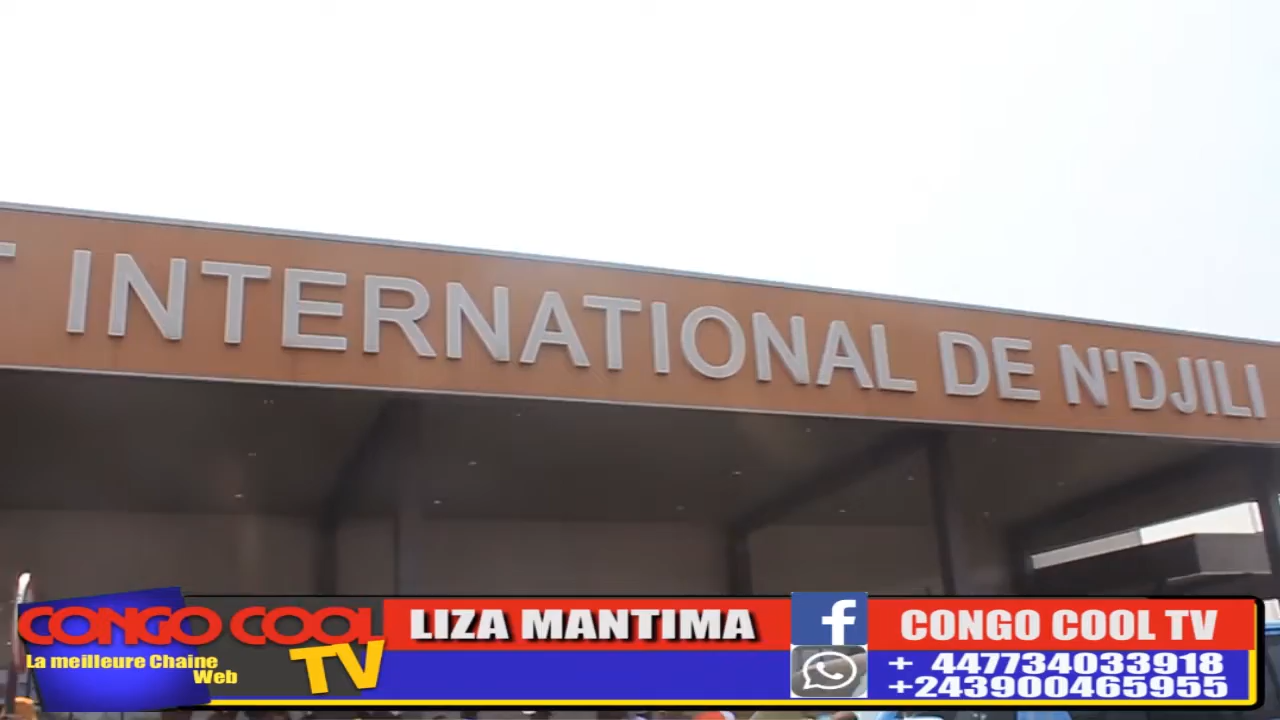 T INTERNATIONAL DE N'DJILI
CONGO COOL
TV
La meilleure Chaine
Web
LIZA MANTIMA
f
CONGO COOL TV
+ 447734033918
+243900465955